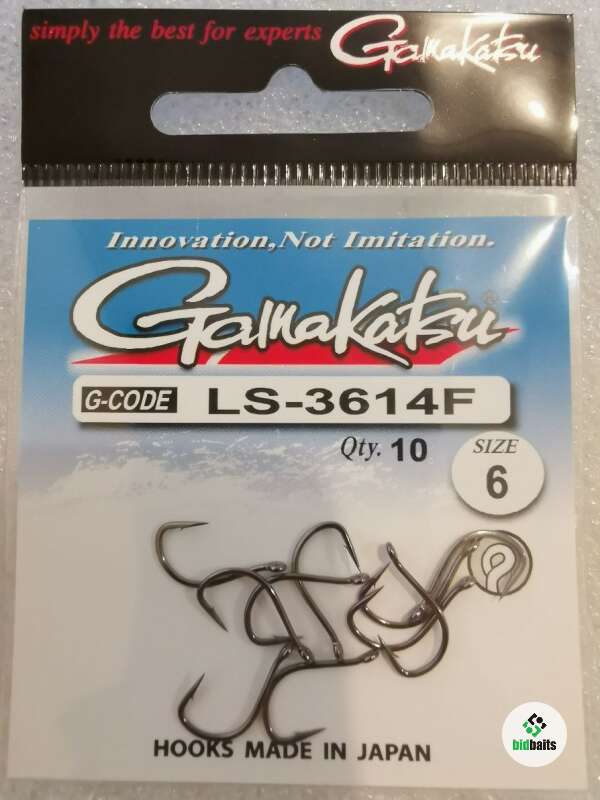 simply the best for experts
Gamakatsu
Innovation, Not Imitation.
Gamakatsu®
G-CODE LS-3614F
Qty. 10
SIZE
6
HOOKS MADE IN JAPAN
bidbaits